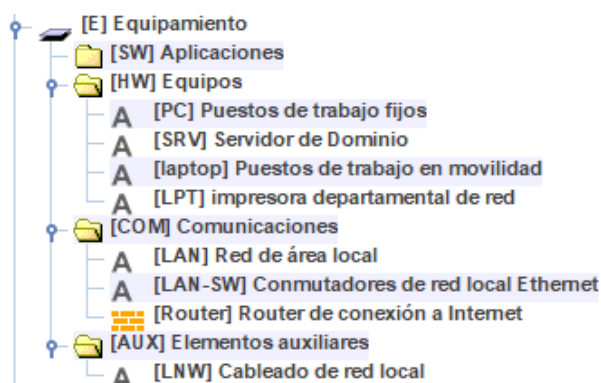 [E] Equipamiento
[SW] Aplicaciones
[HW] Equipos
A [PC] Puestos de trabajo fijos
A [SRV] Servidor de Dominio
A [laptop] Puestos de trabajo en movilidad
A [LPT] impresora departamental de red
[COM] Comunicaciones
A [LAN] Red de área local
A [LAN-SW] Conmutadores de red local Ethernet
[Router] Router de conexión a Internet
[AUX] Elementos auxiliares
A [LNW] Cableado de red local